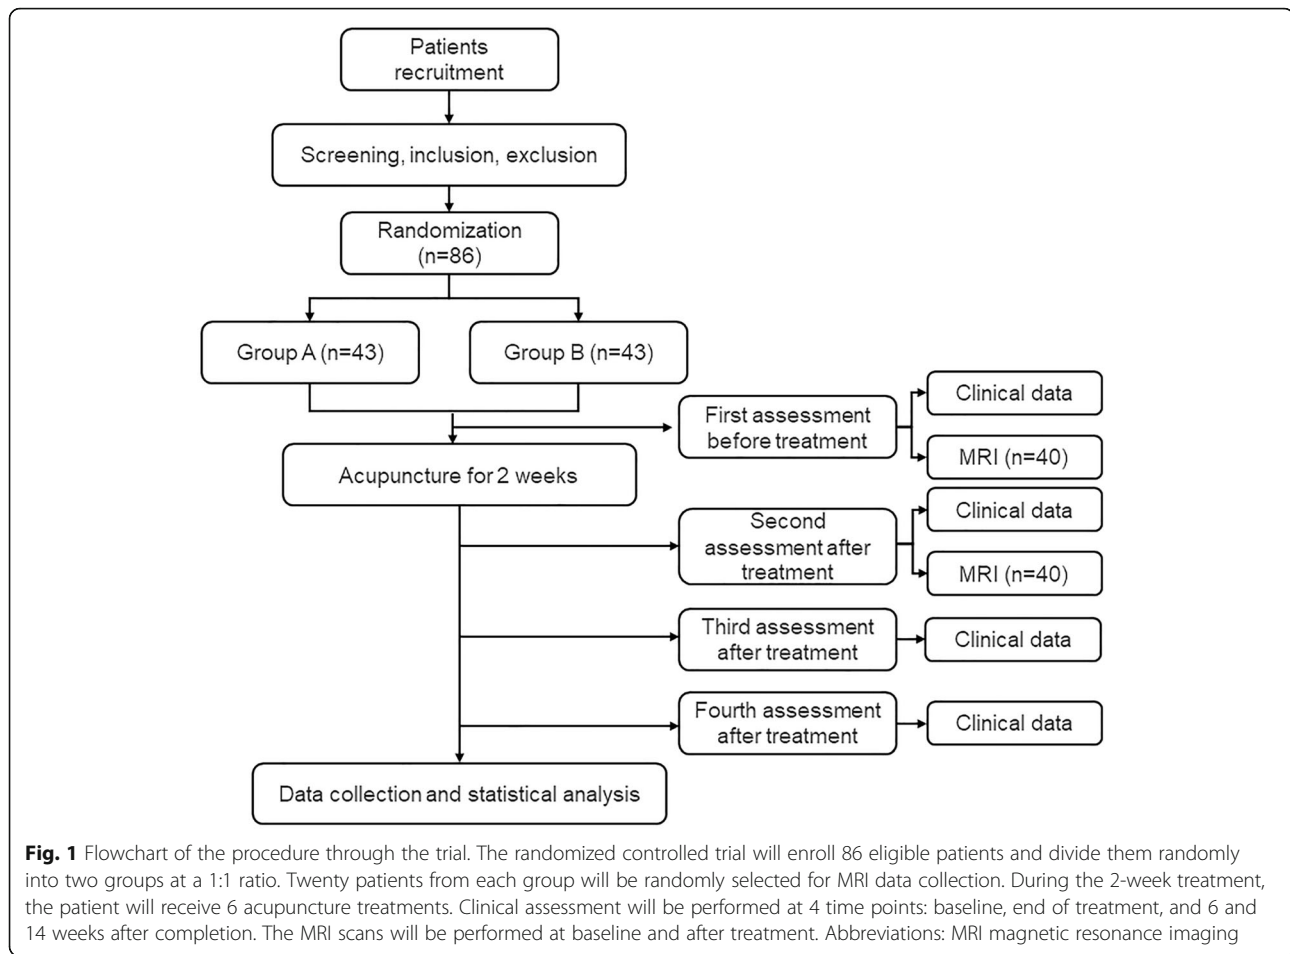 Patients
recruitment
Screening, inclusion, exclusion
Randomization
(n=86)
Group A (n=43)
Group B (n=43)
First assessment
before treatment
Clinical data
MRI (n=40)
Acupuncture for 2 weeks
Second
assessment after
treatment
Clinical data
MRI (n=40)
Third assessment
after treatment
Clinical data
Fourth assessment
after treatment
Clinical data
Data collection and statistical analysis
Fig. 1 Flowchart of the procedure through the trial. The randomized controlled trial will enroll 86 eligible patients and divide them randomly
into two groups at a 1:1 ratio. Twenty patients from each group will be randomly selected for MRI data collection. During the 2-week treatment,
the patient will receive 6 acupuncture treatments. Clinical assessment will be performed at 4 time points: baseline, end of treatment, and 6 and
14 weeks after completion. The MRI scans will be performed at baseline and after treatment. Abbreviations: MRI magnetic resonance imaging